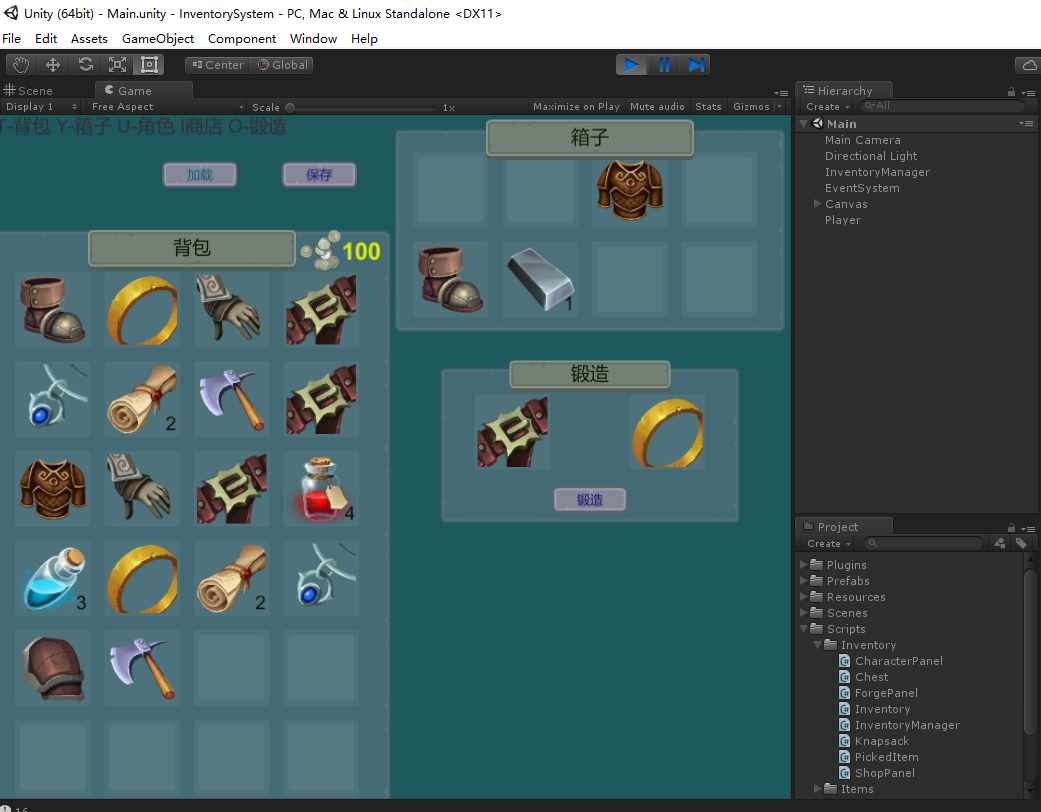 Unity (64bit) - Main.unity - InventorySystem - PC, Mac & Linux Standalone <DX11>
File Edit Assets GameObject Component Window Help
Center Global
Scene Game
Display 1 Free Aspect Scale 1x Maximize on Play Mute audio Stats Gizmos
T-背包 Y-箱子 U-角色 I商店 O-锻造
加载 保存
箱子
背包 100
1
锻造
2
4
锻造
3 2
Hierarchy
Create All
Main
Main Camera
Directional Light
InventoryManager
EventSystem
Canvas
Player
Project
Create
Plugins
Prefabs
Resources
Scenes
Scripts
Inventory
CharacterPanel
Chest
ForgePanel
Inventory
InventoryManager
Knapsack
PickedItem
ShopPanel
Items